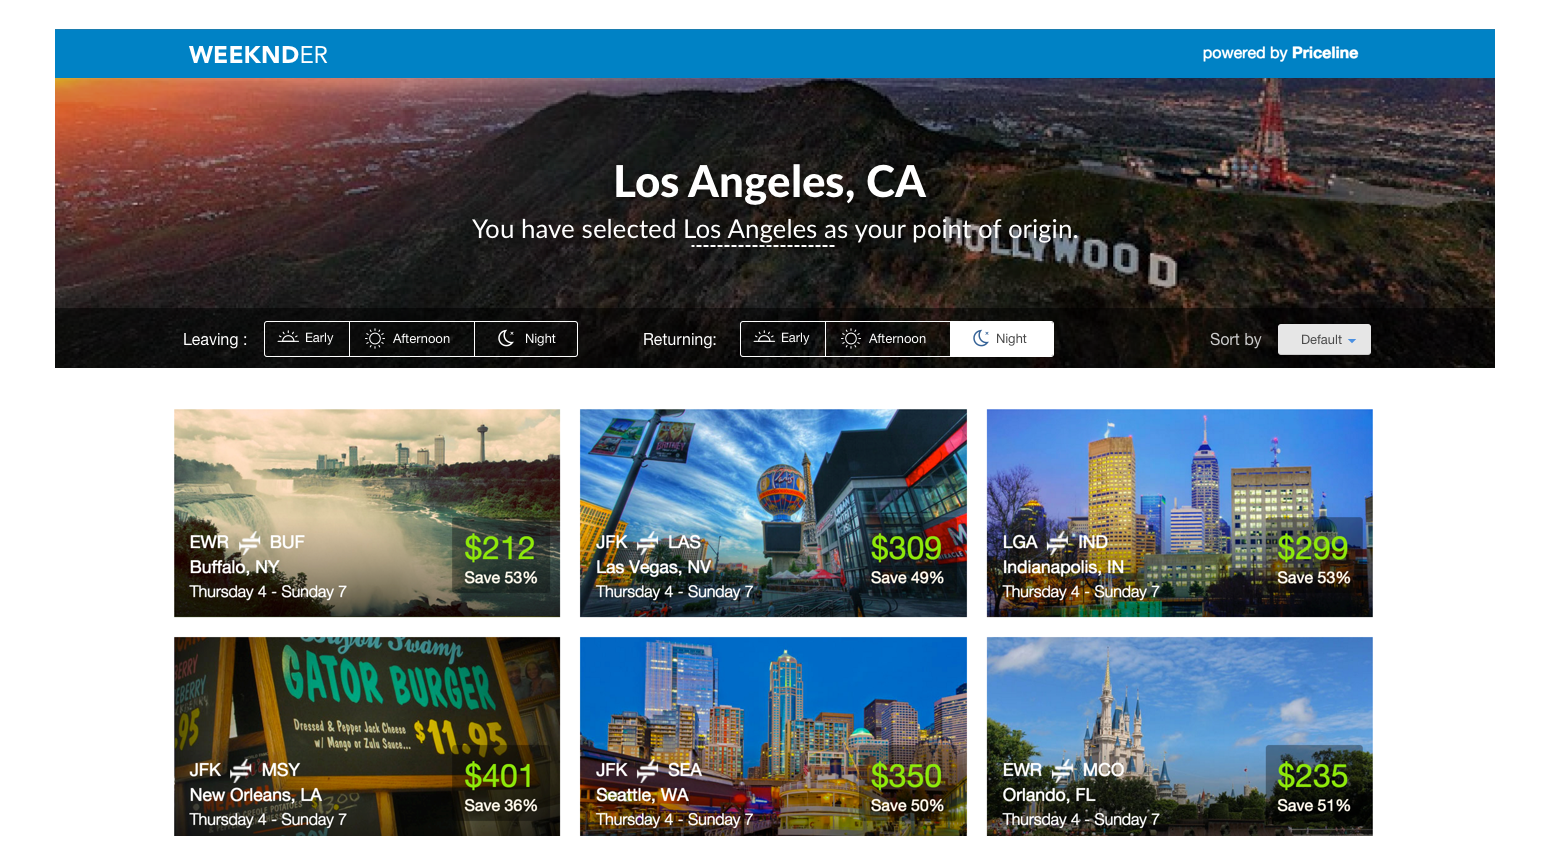 WEEKNDER
powered by Priceline
Los Angeles, CA
You have selected Los Angeles as your point of origin.
HOLLYWOOD
Leaving :
Early
Afternoon
Night
Returning:
Early
Afternoon
Night
Sort by
Default
EWR BUF
Buffalo, NY
Thursday 4 - Sunday 7
$212
Save 53%
JFK LAS
Las Vegas, NV
Thursday 4 - Sunday 7
$309
Save 49%
LGA IND
Indianapolis, IN
Thursday 4 - Sunday 7
$299
Save 53%
Bayou Swamp
GATOR BURGER
Dressed & Pepper Jack Cheese
w/ Mango or Zulu Sauce...
$11.95
JFK MSY
New Orleans, LA
Thursday 4 - Sunday 7
$401
Save 36%
JFK SEA
Seattle, WA
Thursday 4 - Sunday 7
$350
Save 50%
EWR MCO
Orlando, FL
Thursday 4 - Sunday 7
$235
Save 51%